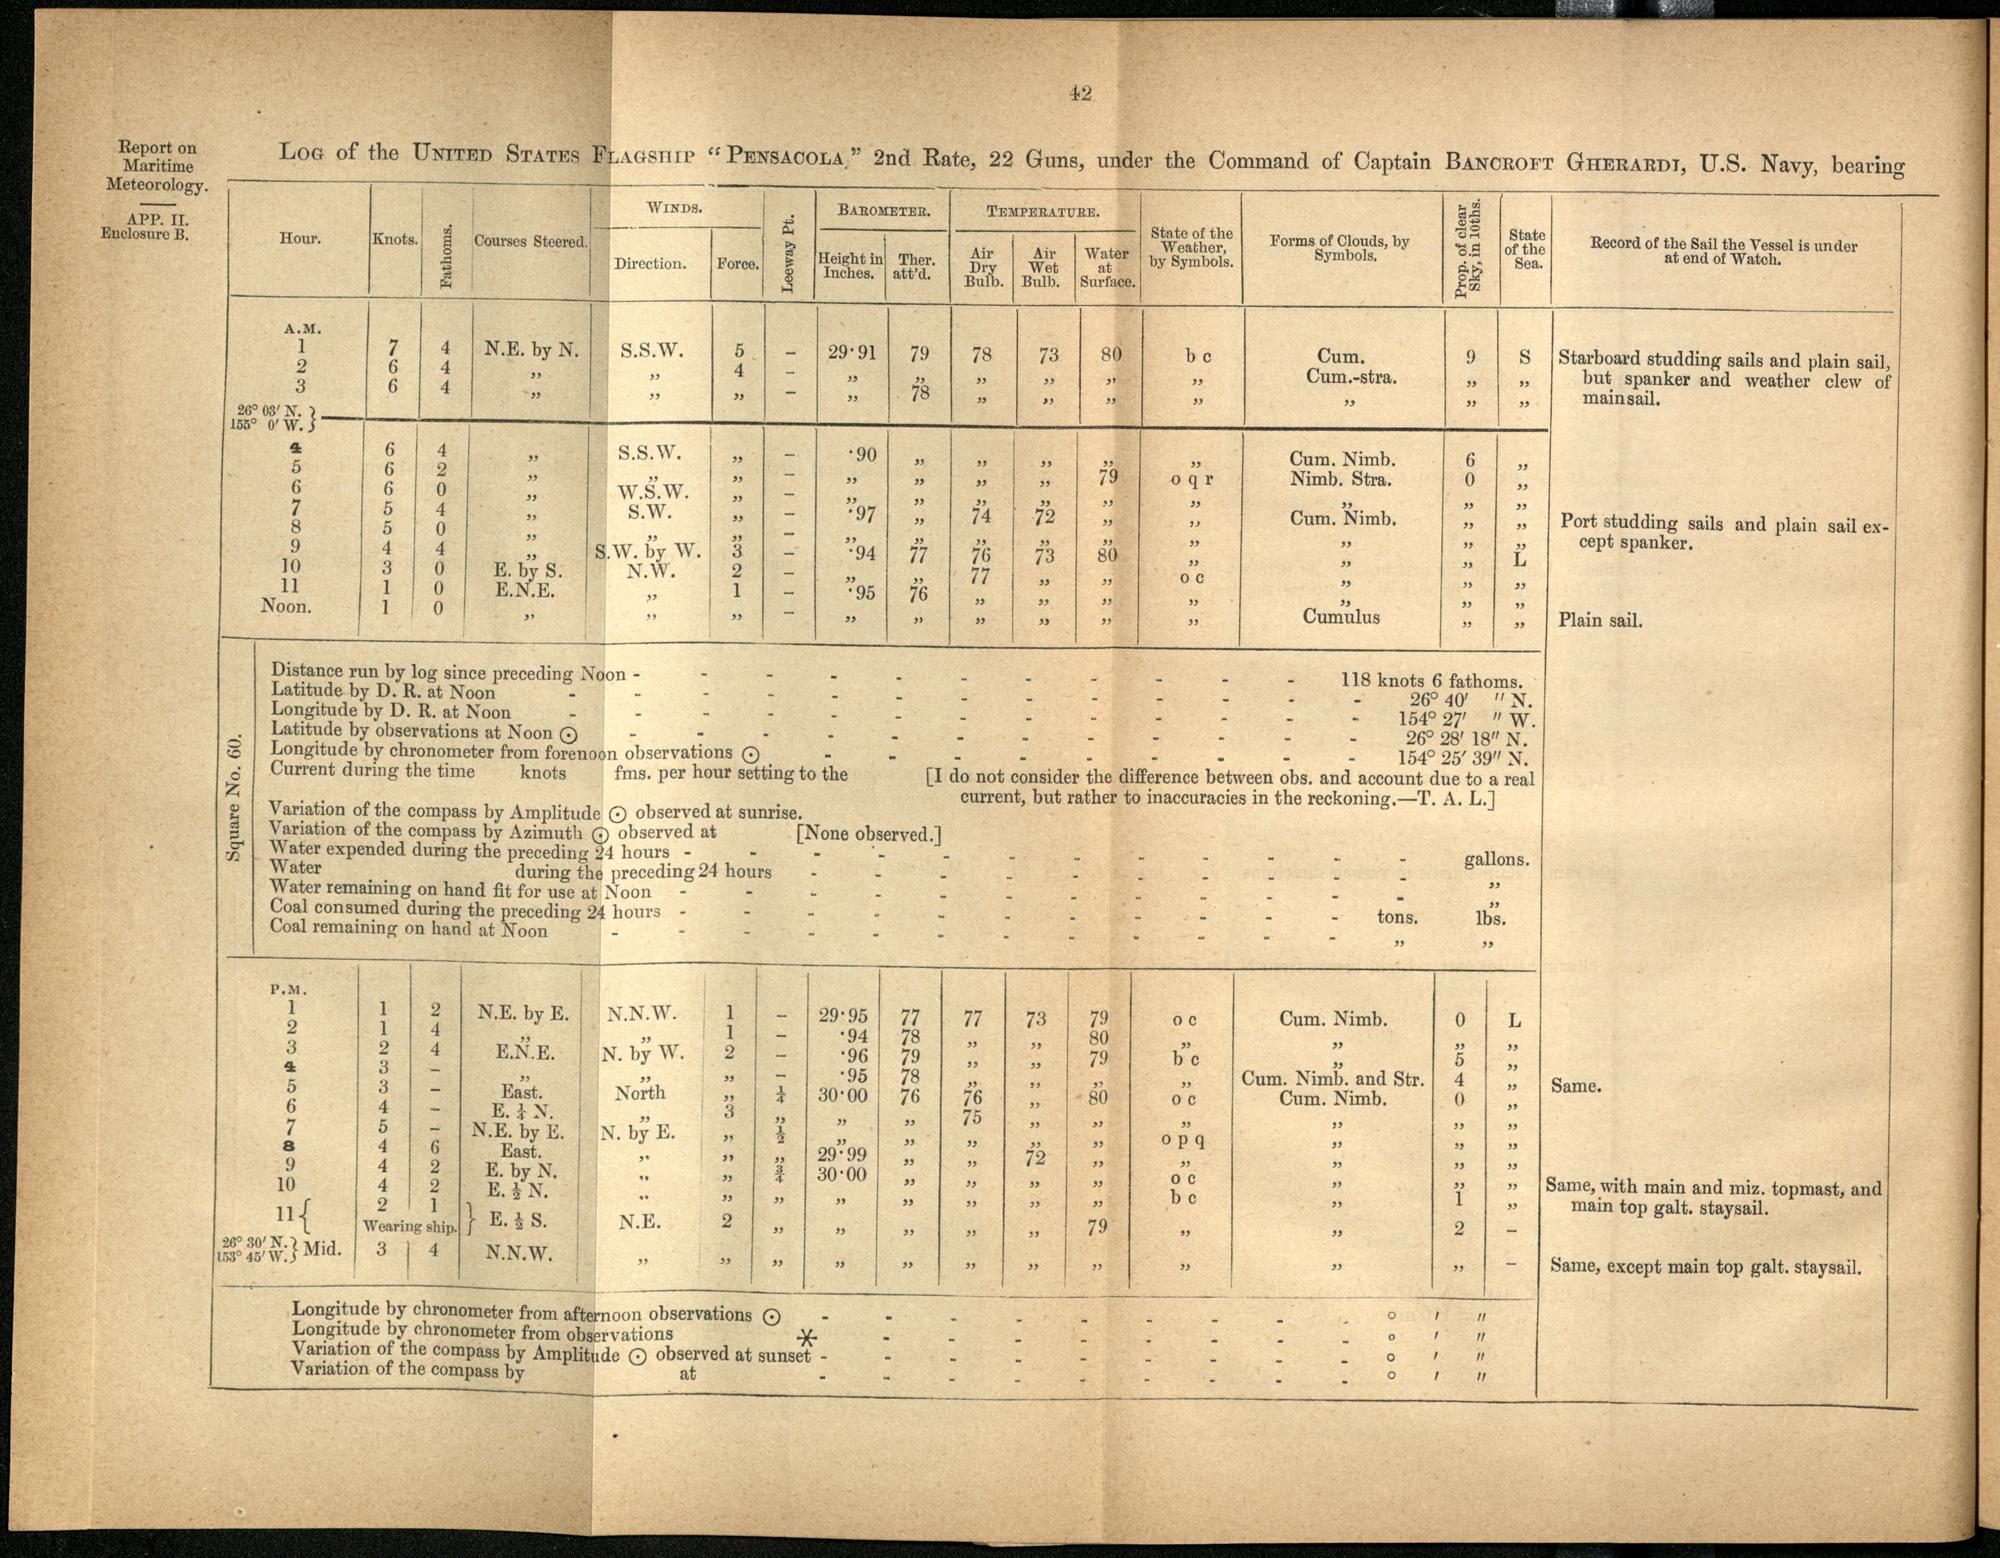 42
Report on
Maritime
Meteorology.
APP. II.
Enclosure B.
LOG of the UNITED STATES FLAGSHIP “PENSACOLA,” 2nd Rate, 22 Guns, under the Command of Captain BANCROFT GHERARDI, U.S. Navy, bearing
Hour. | Knots. | Fathoms. | Courses Steered. | WINDS. Direction. | Force. | Leeway Pt. | BAROMETER. Height in Inches. | Ther. att'd. | TEMPERATURE. Air Dry Bulb. | Air Wet Bulb. | Water at Surface. | State of the Weather, by Symbols. | Forms of Clouds, by Symbols. | Prop. of clear Sky, in 10ths. | State of the Sea. | Record of the Sail the Vessel is under at end of Watch.
A.M.
1 7 4 N.E. by N. S.S.W. 5 – 29·91 79 78 73 80 b c Cum. 9 S Starboard studding sails and plain sail,
2 6 4 ,, ,, 4 – ,, ,, ,, ,, ,, ,, Cum.-stra. ,, ,, but spanker and weather clew of
3 6 4 ,, ,, ,, – ,, 78 ,, ,, ,, ,, ,, ,, ,, mainsail.
26° 03′ N. }
155° 0′ W. }
4 6 4 ,, S.S.W. ,, – ·90 ,, ,, ,, ,, ,, Cum. Nimb. 6 ,,
5 6 2 ,, ,, ,, – ,, ,, ,, ,, 79 o q r Nimb. Stra. 0 ,,
6 6 0 ,, W.S.W. ,, – ,, ,, ,, ,, ,, ,, ,, ,, ,,
7 5 4 ,, S.W. ,, – ·97 ,, 74 72 ,, ,, Cum. Nimb. ,, ,, Port studding sails and plain sail ex-
8 5 0 ,, ,, ,, – ,, ,, ,, ,, ,, ,, ,, ,, ,, cept spanker.
9 4 4 ,, S.W. by W. 3 – ·94 77 76 73 80 ,, ,, ,, L
10 3 0 E. by S. N.W. 2 – ,, ,, 77 ,, ,, o c ,, ,, ,,
11 1 0 E.N.E. ,, 1 – ·95 76 ,, ,, ,, ,, ,, ,, ,,
Noon. 1 0 ,, ,, ,, – ,, ,, ,, ,, ,, ,, Cumulus ,, ,, Plain sail.
Square No. 60.
Distance run by log since preceding Noon - - - - - - - - - - - 118 knots 6 fathoms.
Latitude by D. R. at Noon - - - - - - - - - - - - - 26° 40′ ″ N.
Longitude by D. R. at Noon - - - - - - - - - - - - - 154° 27′ ″ W.
Latitude by observations at Noon ☉ - - - - - - - - - - - - 26° 28′ 18″ N.
Longitude by chronometer from forenoon observations ☉ - - - - - - - - - 154° 25′ 39″ N.
Current during the time knots fms. per hour setting to the [I do not consider the difference between obs. and account due to a real
current, but rather to inaccuracies in the reckoning.—T. A. L.]
Variation of the compass by Amplitude ☉ observed at sunrise.
Variation of the compass by Azimuth ☉ observed at [None observed.]
Water expended during the preceding 24 hours - - - - - - - - - - - - gallons.
Water during the preceding 24 hours - - - - - - - - - - ,,
Water remaining on hand fit for use at Noon - - - - - - - - - - - - ,,
Coal consumed during the preceding 24 hours - - - - - - - - - - - tons. lbs.
Coal remaining on hand at Noon - - - - - - - - - - - - ,, ,,
P.M.
1 1 2 N.E. by E. N.N.W. 1 – 29·95 77 77 73 79 o c Cum. Nimb. 0 L
2 1 4 ,, ,, 1 – ·94 78 ,, ,, 80 ,, ,, ,, ,,
3 2 4 E.N.E. N. by W. 2 – ·96 79 ,, ,, 79 b c ,, 5 ,,
4 3 – ,, ,, ,, – ·95 78 ,, ,, ,, ,, Cum. Nimb. and Str. 4 ,, Same.
5 3 – East. North ,, ¼ 30·00 76 76 ,, 80 o c Cum. Nimb. 0 ,,
6 4 – E. ¼ N. ,, 3 ,, ,, ,, 75 ,, ,, ,, ,, ,, ,,
7 5 – N.E. by E. N. by E. ,, ½ ,, ,, ,, ,, ,, o p q ,, ,, ,,
8 4 6 East. ,, ,, ,, 29·99 ,, ,, 72 ,, ,, ,, ,, ,,
9 4 2 E. by N. ,, ,, ¾ 30·00 ,, ,, ,, ,, o c ,, ,, ,, Same, with main and miz. topmast, and
10 4 2 E. ½ N. ,, ,, ,, ,, ,, ,, ,, ,, b c ,, 1 ,, main top galt. staysail.
11 { 2 1 Wearing ship. } E. ½ S. N.E. 2 ,, ,, ,, ,, ,, 79 ,, ,, 2 –
26° 30′ N. } 153° 45′ W. } Mid. 3 4 N.N.W. ,, ,, ,, ,, ,, ,, ,, ,, ,, ,, ,, – Same, except main top galt. staysail.
Longitude by chronometer from afternoon observations ☉ - - - - - - - - - ° ′ ″
Longitude by chronometer from observations ✳ - - - - - - - - ° ′ ″
Variation of the compass by Amplitude ☉ observed at sunset - - - - - - - - - ° ′ ″
Variation of the compass by at - - - - - - - - - ° ′ ″